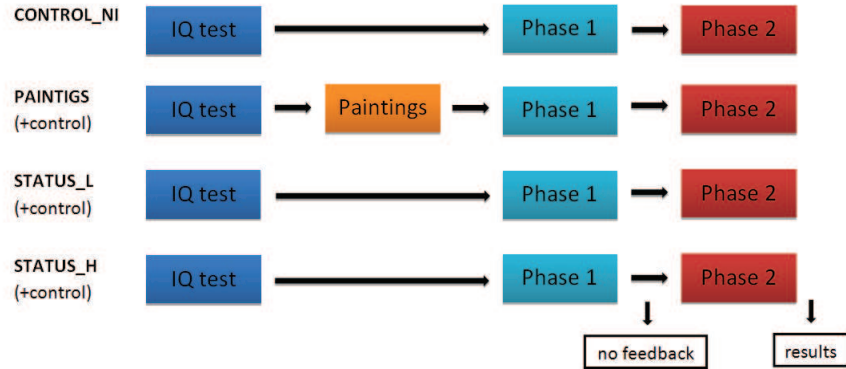 CONTROL_NI
IQ test
Phase 1
Phase 2
PAINTIGS
(+control)
IQ test
Paintings
Phase 1
Phase 2
STATUS_L
(+control)
IQ test
Phase 1
Phase 2
STATUS_H
(+control)
IQ test
Phase 1
Phase 2
no feedback
results